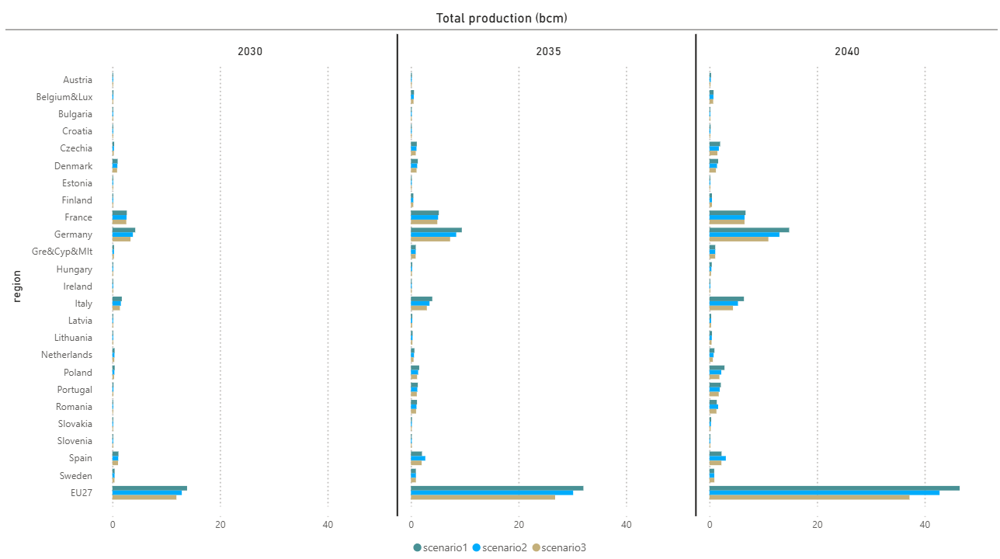 Total production (bcm)
2030 2035 2040
Austria
Belgium&Lux
Bulgaria
Croatia
Czechia
Denmark
Estonia
Finland
France
Germany
Gre&Cyp&Mlt
Hungary
Ireland
Italy
Latvia
Lithuania
Netherlands
Poland
Portugal
Romania
Slovakia
Slovenia
Spain
Sweden
EU27
region
0 20 40 0 20 40 0 20 40
scenario1 scenario2 scenario3